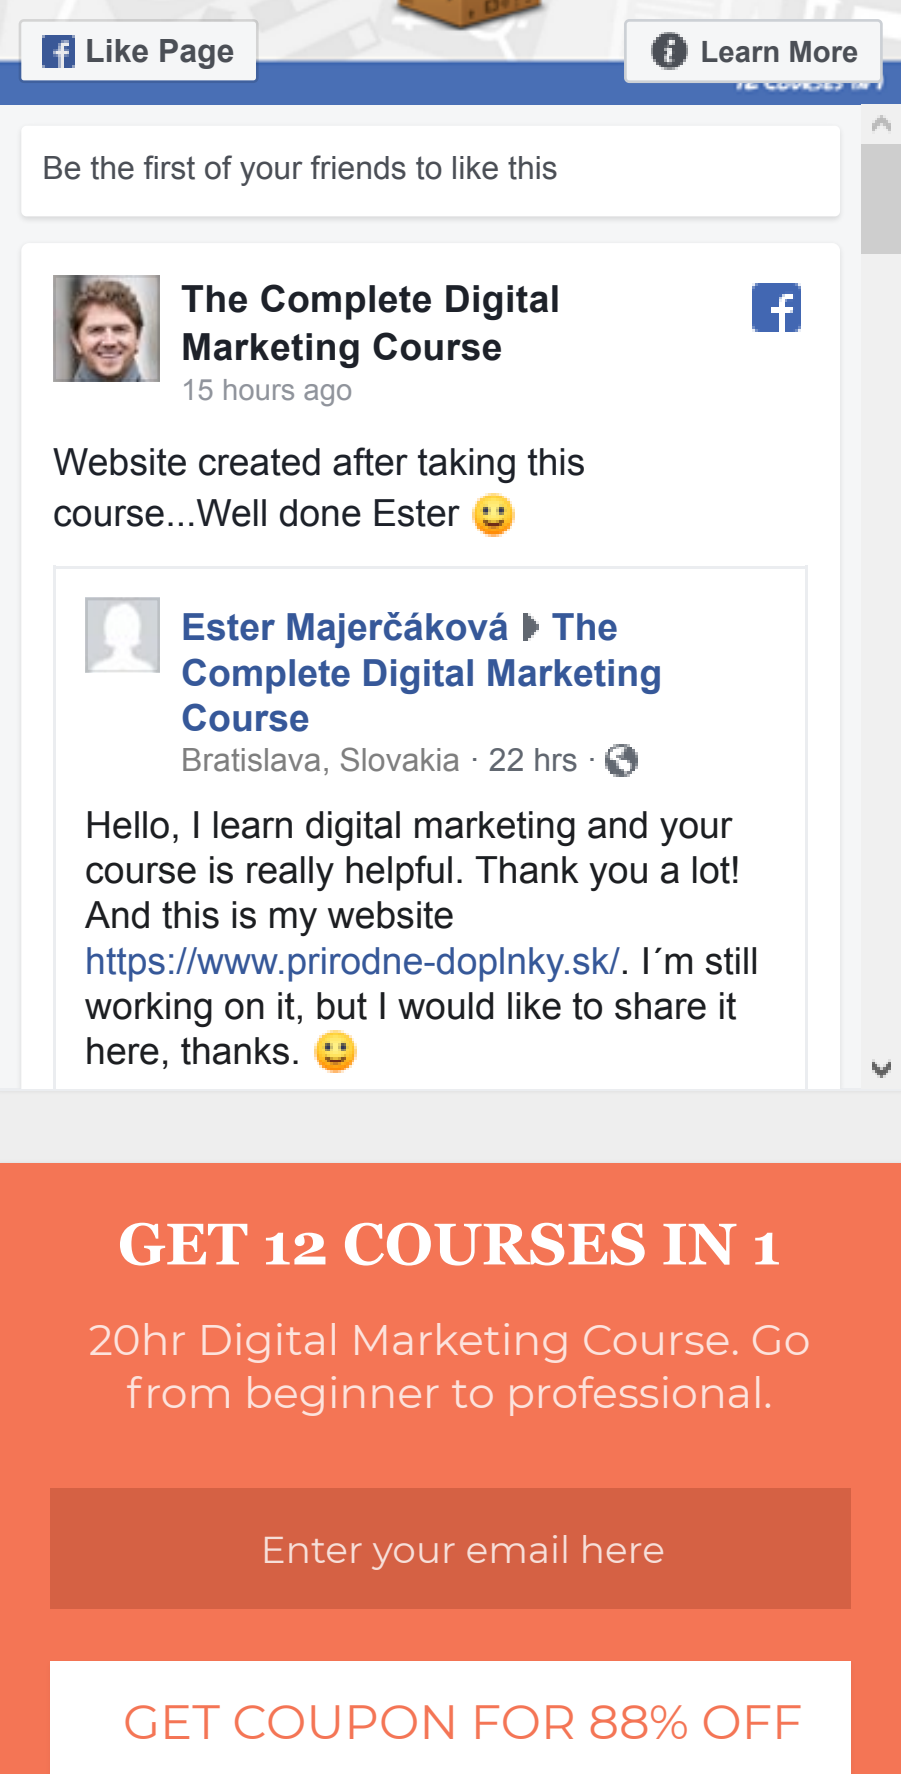 Like Page
Learn More
12 COURSES IN 1
Be the first of your friends to like this
The Complete Digital
Marketing Course
15 hours ago
Website created after taking this
course...Well done Ester
Ester Majerčáková The
Complete Digital Marketing
Course
Bratislava, Slovakia · 22 hrs ·
Hello, I learn digital marketing and your
course is really helpful. Thank you a lot!
And this is my website
https://www.prirodne-doplnky.sk/. I´m still
working on it, but I would like to share it
here, thanks.
GET 12 COURSES IN 1
20hr Digital Marketing Course. Go
from beginner to professional.
Enter your email here
GET COUPON FOR 88% OFF